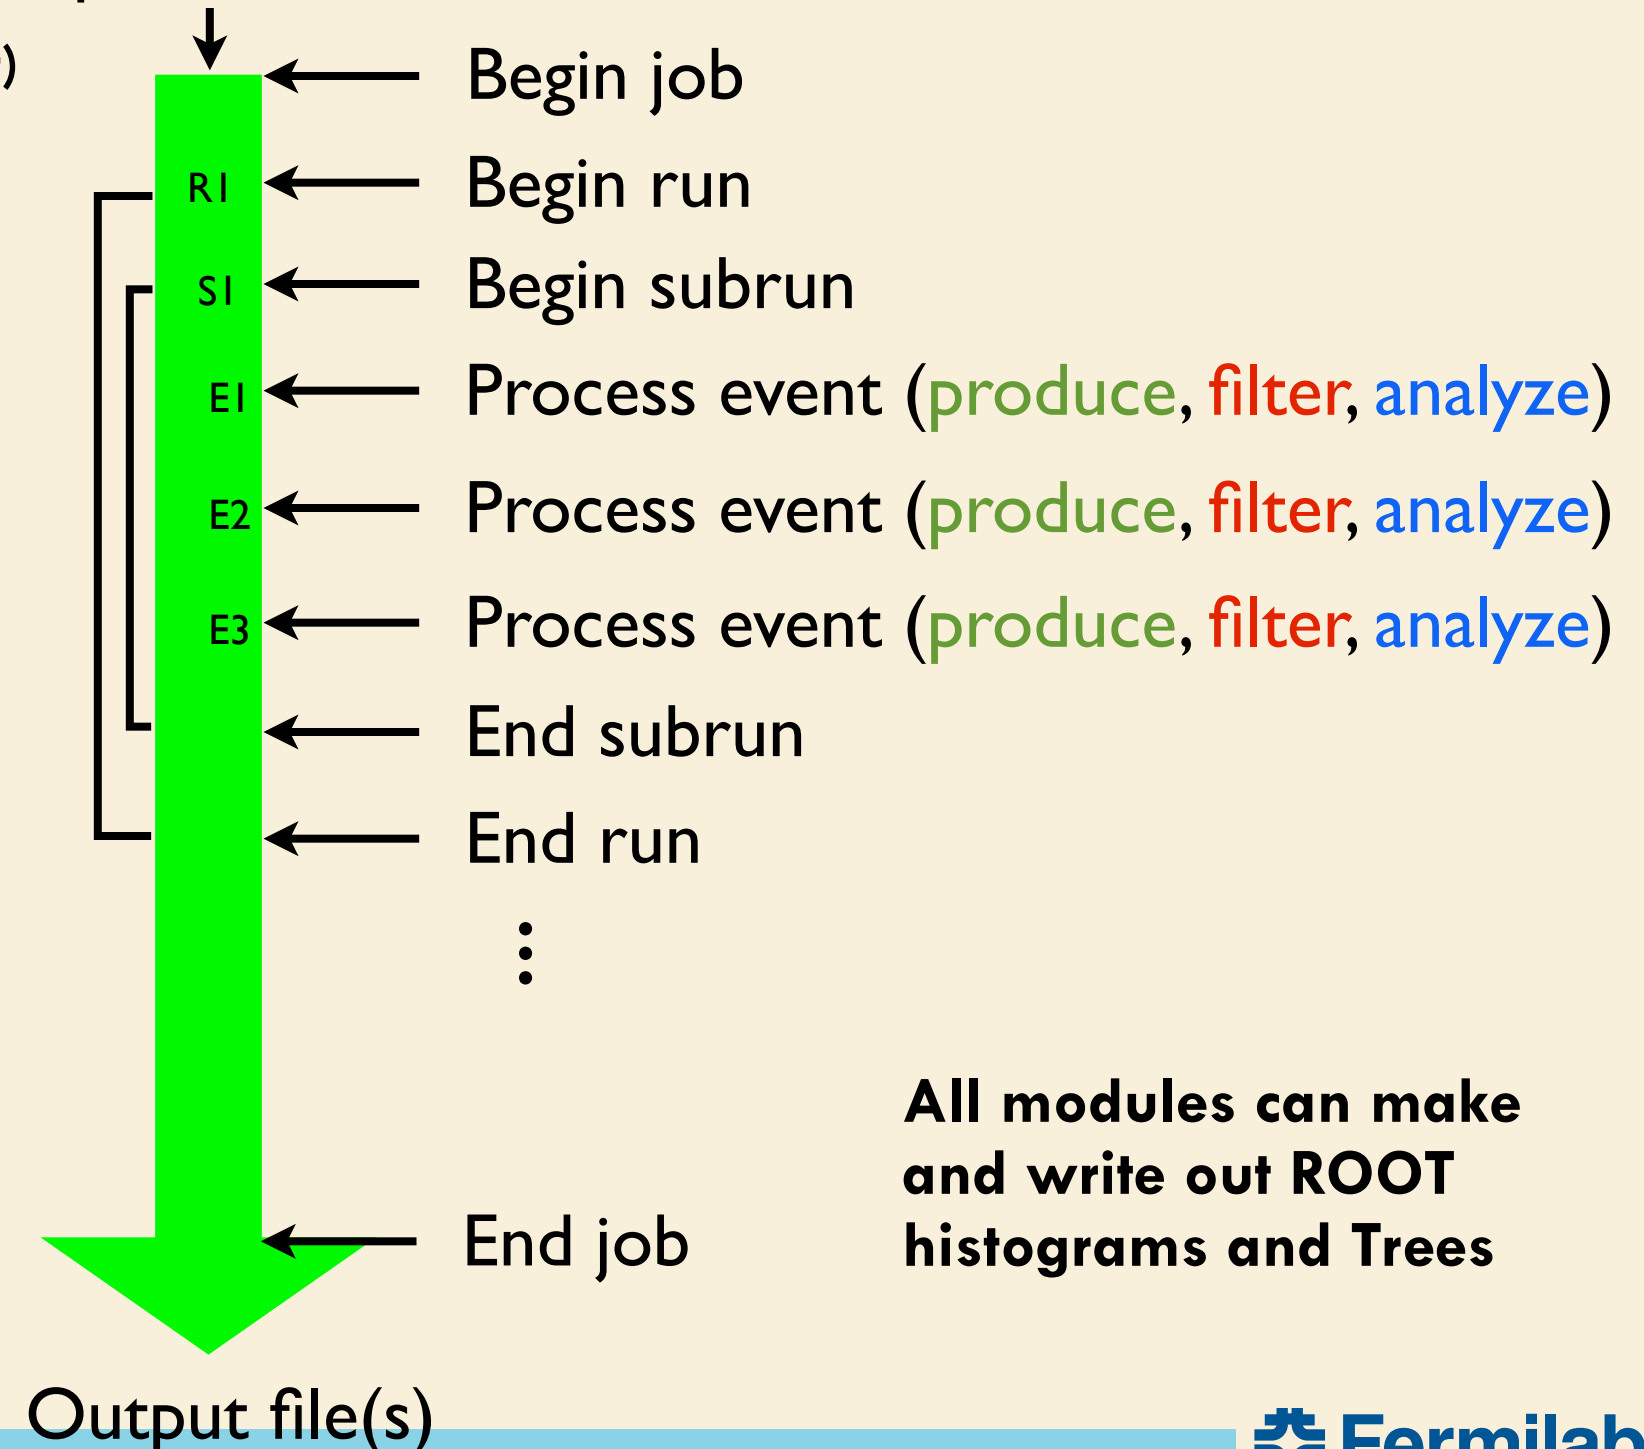 )
Begin job
R1
Begin run
S1
Begin subrun
E1
Process event (produce, filter, analyze)
E2
Process event (produce, filter, analyze)
E3
Process event (produce, filter, analyze)
End subrun
End run
⋮
All modules can make
and write out ROOT
histograms and Trees
End job
Output file(s)
Fermilab